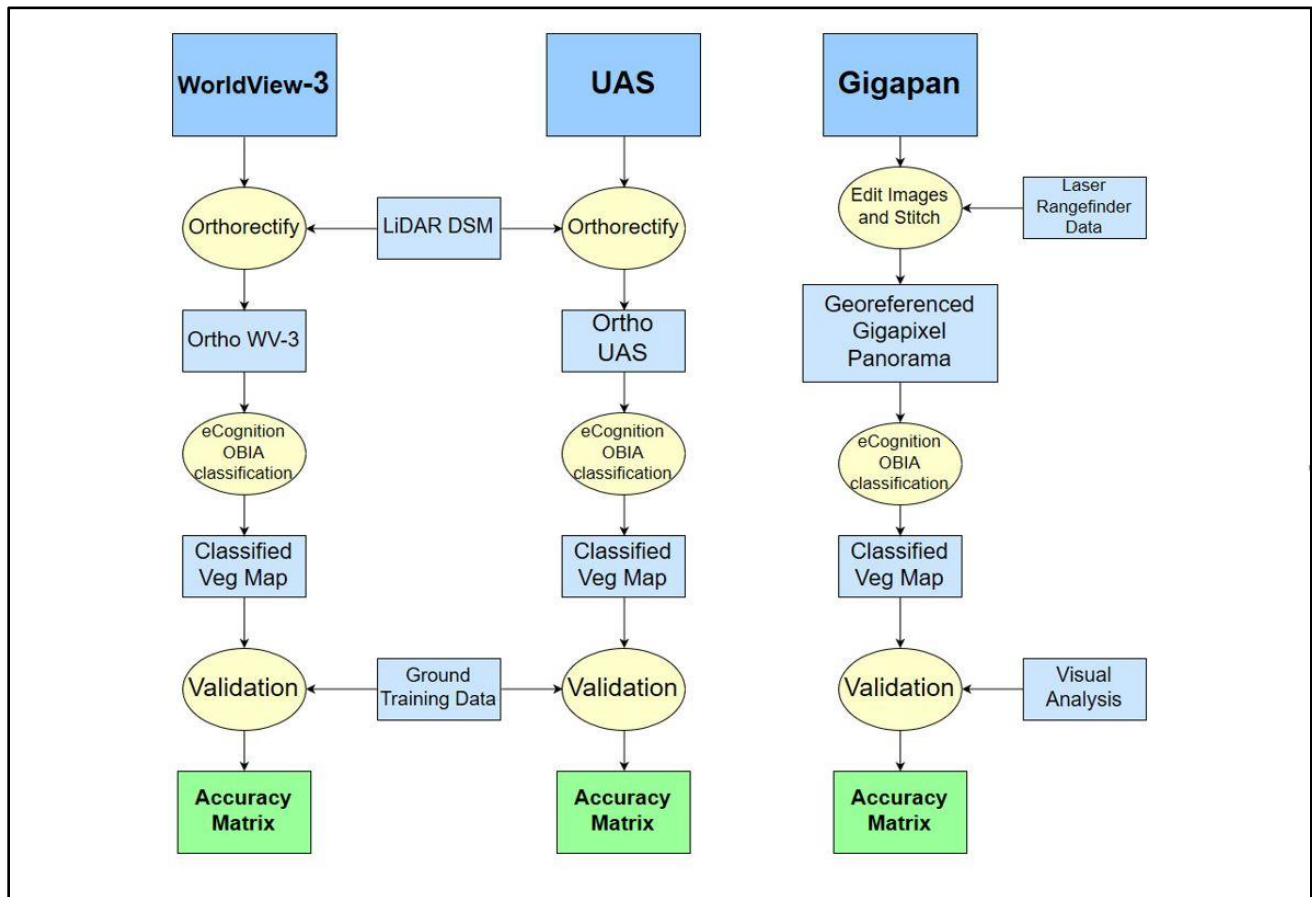 WorldView-3
UAS
Gigapan
Orthorectify
LiDAR DSM
Orthorectify
Edit Images
and Stitch
Laser
Rangefinder
Data
Ortho WV-3
Ortho
UAS
Georeferenced
Gigapixel
Panorama
eCognition
OBIA
classification
eCognition
OBIA
classification
eCognition
OBIA
classification
Classified
Veg Map
Classified
Veg Map
Classified
Veg Map
Validation
Ground
Training Data
Validation
Validation
Visual
Analysis
Accuracy
Matrix
Accuracy
Matrix
Accuracy
Matrix